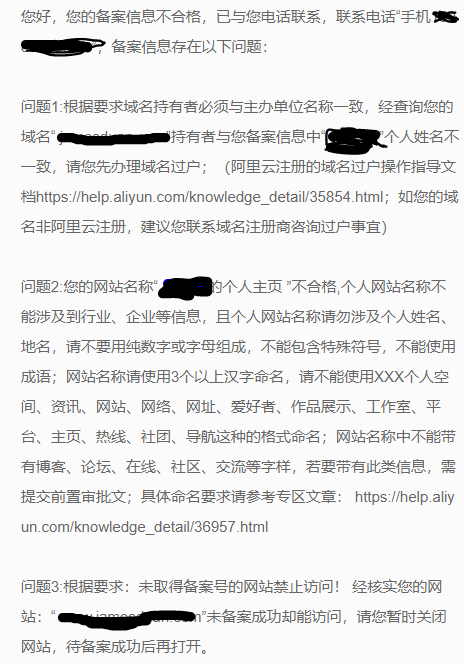 您好，您的备案信息不合格，已与您电话联系，联系电话“手机
”，备案信息存在以下问题：
问题1:根据要求域名持有者必须与主办单位名称一致，经查询您的
域名“ ”持有者与您备案信息中“ ”个人姓名不
一致，请您先办理域名过户；（阿里云注册的域名过户操作指导文
档https://help.aliyun.com/knowledge_detail/35854.html；如您的域
名非阿里云注册，建议您联系域名注册商咨询过户事宜）
问题2:您的网站名称“ 的个人主页 ”不合格,个人网站名称不
能涉及到行业、企业等信息，且个人网站名称请勿涉及个人姓名、
地名，请不要用纯数字或字母组成，不能包含特殊符号，不能使用
成语；网站名称请使用3个以上汉字命名，请不能使用XXX个人空
间、资讯、网站、网络、网址、爱好者、作品展示、工作室、平
台、主页、热线、社团、导航这种的格式命名；网站名称中不能带
有博客、论坛、在线、社区、交流等字样，若要带有此类信息，需
提交前置审批文；具体命名要求请参考专区文章： https://help.aliy
un.com/knowledge_detail/36957.html
问题3:根据要求：未取得备案号的网站禁止访问！ 经核实您的网
站：“ ”未备案成功却能访问，请您暂时关闭
网站，待备案成功后再打开。